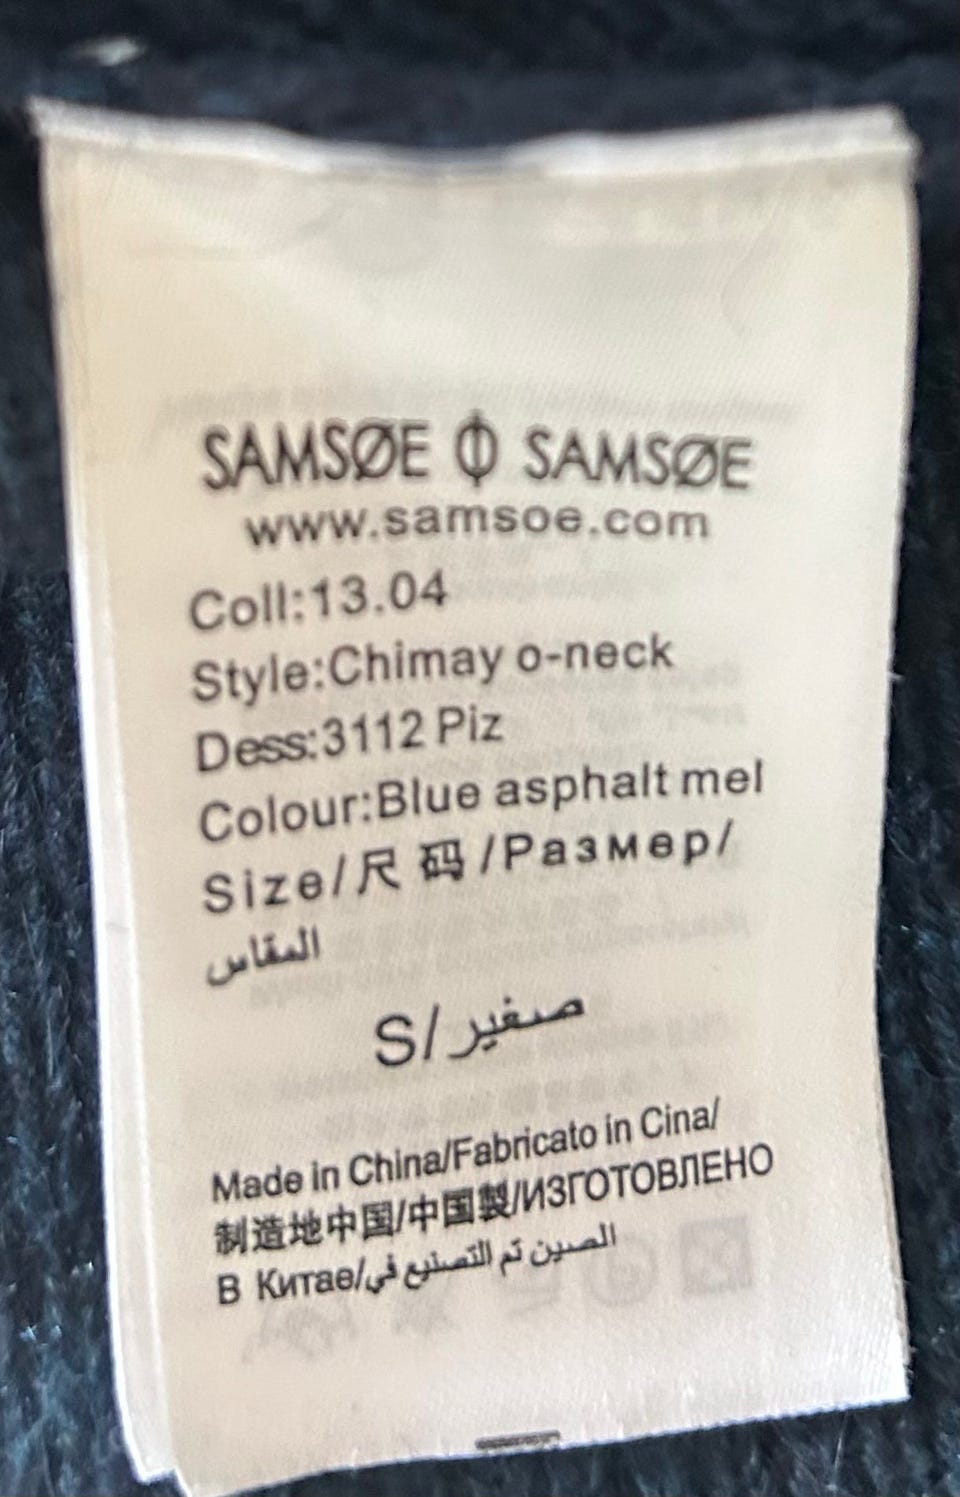 SAMSØE Φ SAMSØE
www.samsoe.com
Coll:13.04
Style:Chimay o-neck
Dess:3112 Piz
Colour:Blue asphalt mel
Size/尺 码/Размер/
المقاس
S/صغير
Made in China/Fabricato in Cina/
制造地中国/中国製/ИЗГОТОВЛЕНО
В Китае/الصين تم التصنيع في